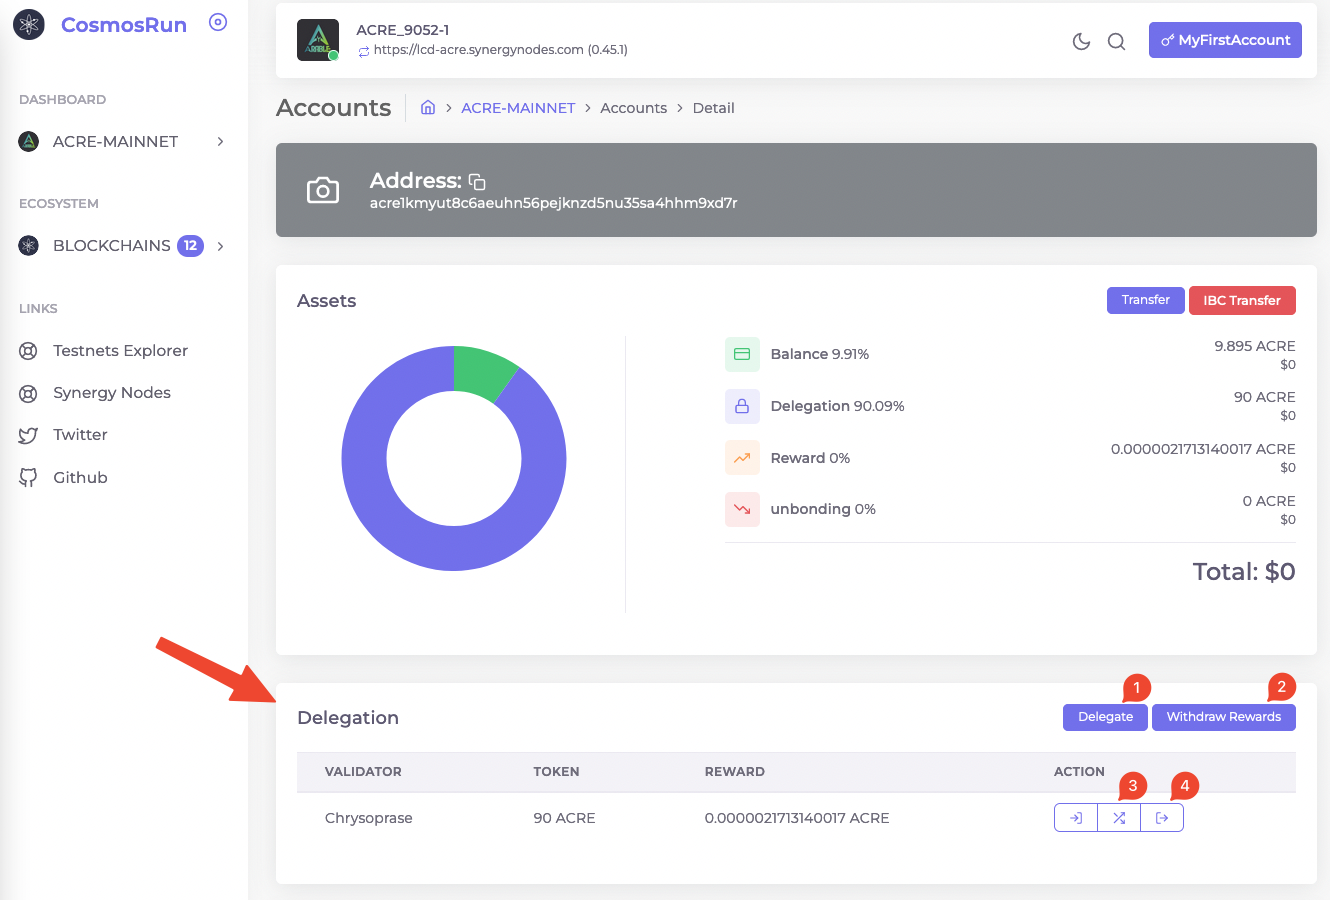 CosmosRun
DASHBOARD
ACRE-MAINNET
ECOSYSTEM
BLOCKCHAINS 12
LINKS
Testnets Explorer
Synergy Nodes
Twitter
Github
ARABLE
ACRE_9052-1
https://lcd-acre.synergynodes.com (0.45.1)
MyFirstAccount
Accounts
ACRE-MAINNET > Accounts > Detail
Address:
acre1kmyut8c6aeuhn56pejknzd5nu35sa4hhm9xd7r
Assets
Transfer
IBC Transfer
Balance 9.91%
9.895 ACRE
$0
Delegation 90.09%
90 ACRE
$0
Reward 0%
0.0000021713140017 ACRE
$0
unbonding 0%
0 ACRE
$0
Total: $0
1
2
Delegation
Delegate
Withdraw Rewards
VALIDATOR TOKEN REWARD ACTION
3
4
Chrysoprase 90 ACRE 0.0000021713140017 ACRE